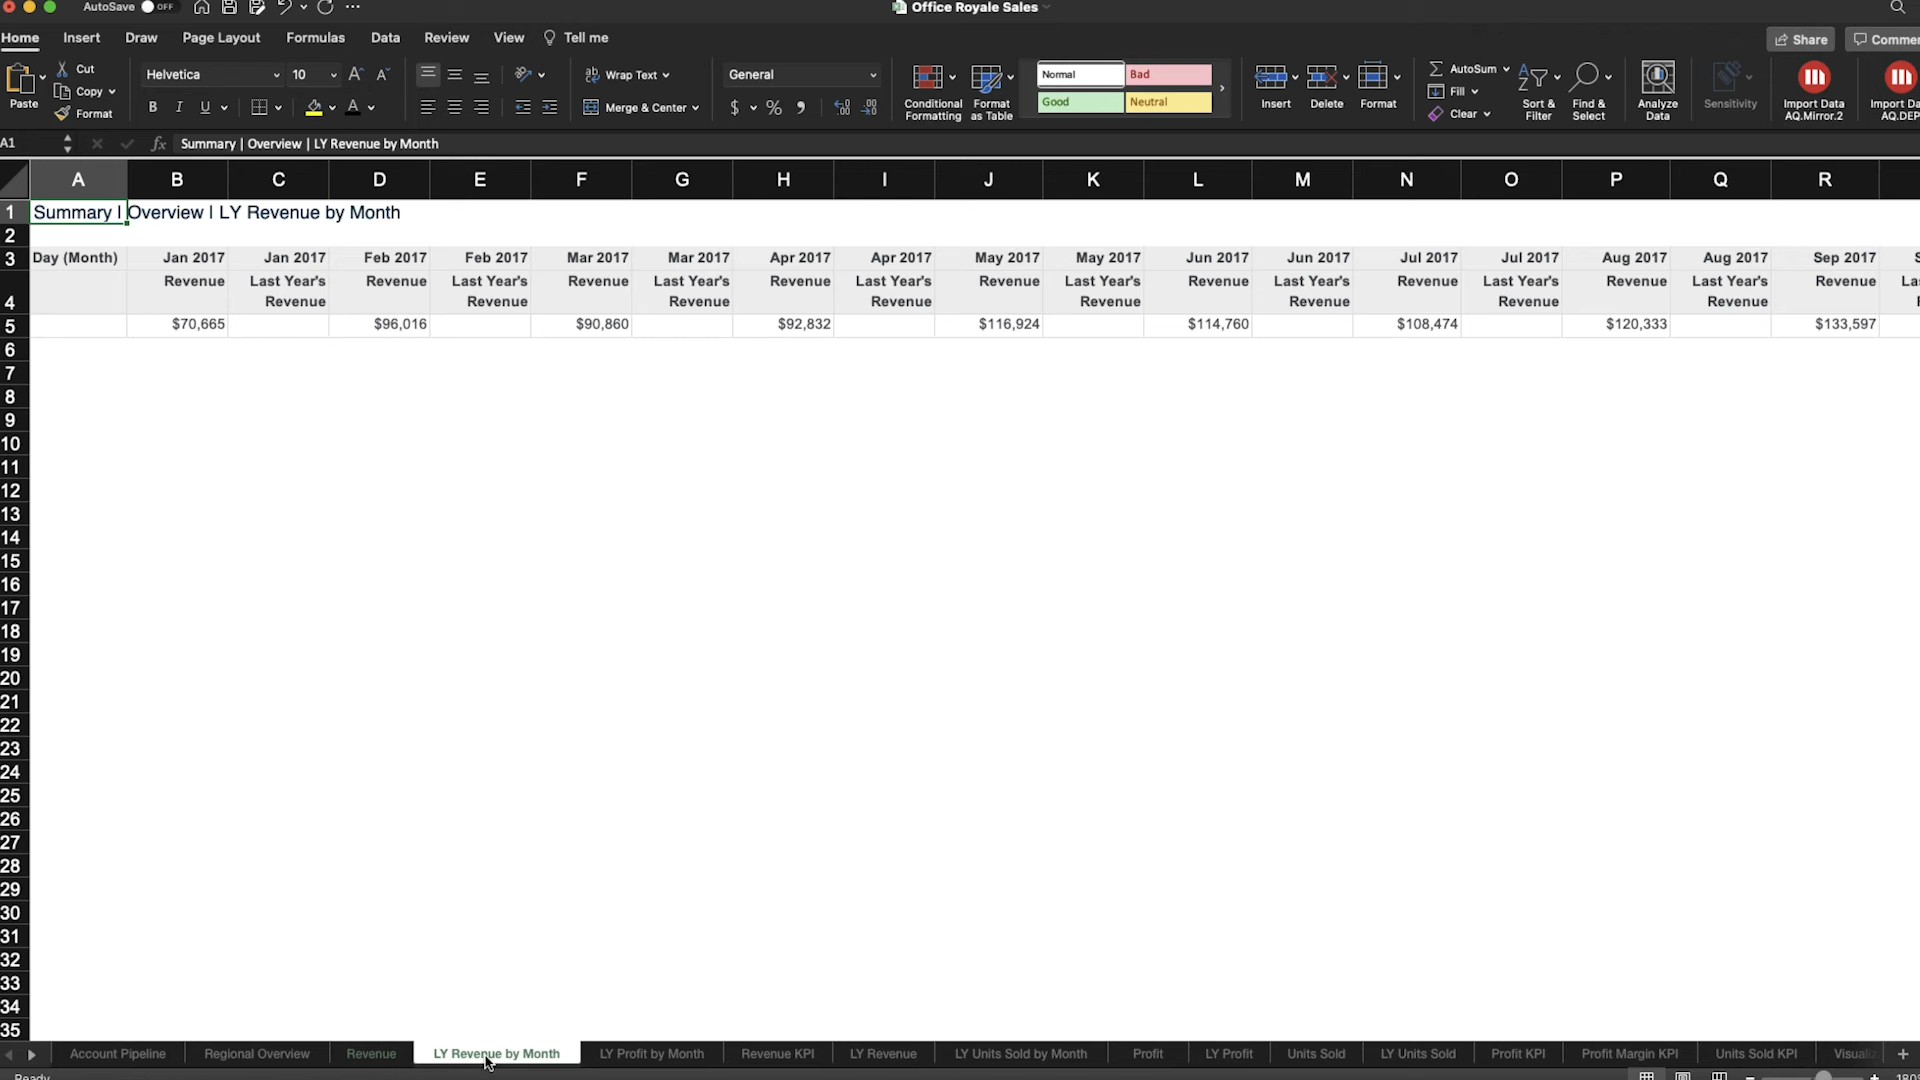 AutoSave OFF Office Royale Sales
Home Insert Draw Page Layout Formulas Data Review View Tell me Share
Paste Cut Copy Format
Helvetica 10
B I U A
Wrap Text
Merge & Center
General
$ % 9
Conditional Formatting
Format as Table
Normal Bad
Good Neutral
Insert Delete Format
AutoSum
Fill
Clear
Sort & Filter
Find & Select
Analyze Data
Sensitivity
Import Data AQ.Mirror.2
A1 fx Summary | Overview | LY Revenue by Month
A B C D E F G H I J K L M N O P Q R
1 Summary | Overview | LY Revenue by Month
2
3 Day (Month) Jan 2017 Jan 2017 Feb 2017 Feb 2017 Mar 2017 Mar 2017 Apr 2017 Apr 2017 May 2017 May 2017 Jun 2017 Jun 2017 Jul 2017 Jul 2017 Aug 2017 Aug 2017 Sep 2017
Revenue Last Year's Revenue Last Year's Revenue Last Year's Revenue Last Year's Revenue Last Year's Revenue Last Year's Revenue Last Year's Revenue Last Year's Revenue
4 Revenue Revenue Revenue Revenue Revenue Revenue Revenue Revenue
5 $70,665 $96,016 $90,860 $92,832 $116,924 $114,760 $108,474 $120,333 $133,597
6
7
8
9
10
11
12
13
14
15
16
17
18
19
20
21
22
23
24
25
26
27
28
29
30
31
32
33
34
35
Account Pipeline Regional Overview Revenue LY Revenue by Month LY Profit by Month Revenue KPI LY Revenue LY Units Sold by Month Profit LY Profit Units Sold LY Units Sold Profit KPI Profit Margin KPI Units Sold KPI
Ready